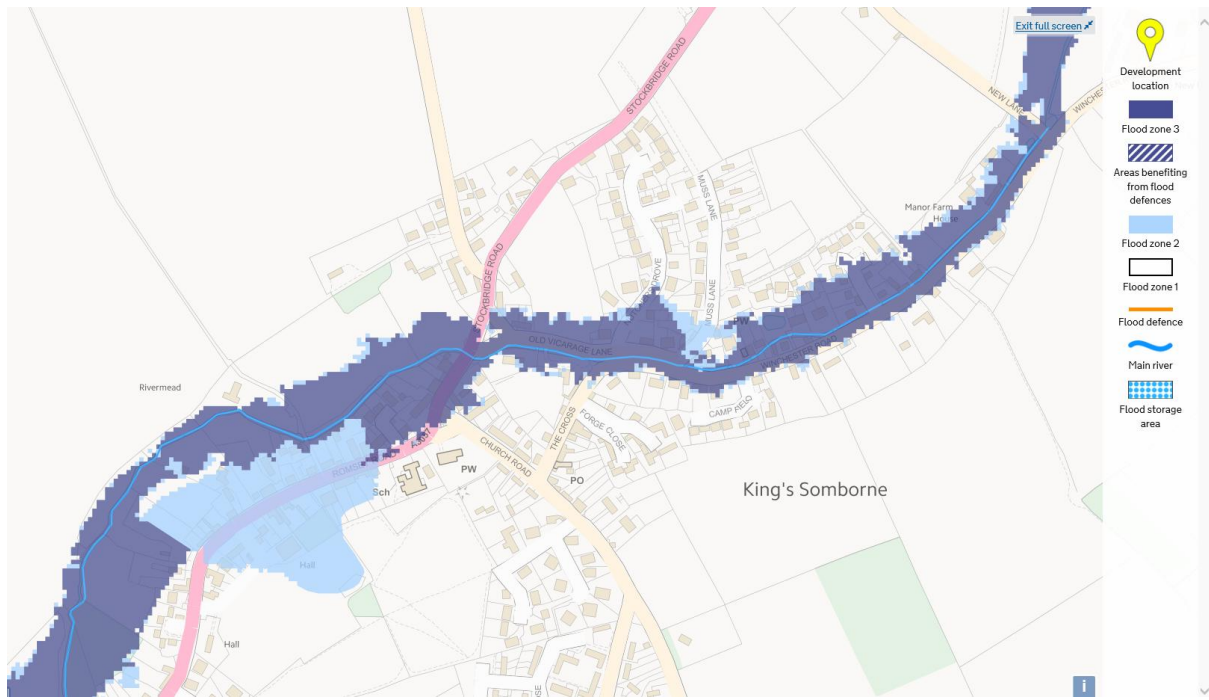 Exit full screen
Development
location
Flood zone 3
Areas benefiting
from flood
defences
Flood zone 2
Flood zone 1
Flood defence
Main river
Flood storage
area
STOCKBRIDGE ROAD
NEW LANE
MUSS LANE
Manor Farm
House
STOCKBRIDGE ROAD
MUSS LANE
PW
OLD VICARAGE LANE
WINCHESTER ROAD
Rivermead
CAMP FIELD
FORGE CLOSE
THE CROSS
A3057
CHURCH ROAD
PW
Sch
PO
King's Somborne
Hall
Hall
i